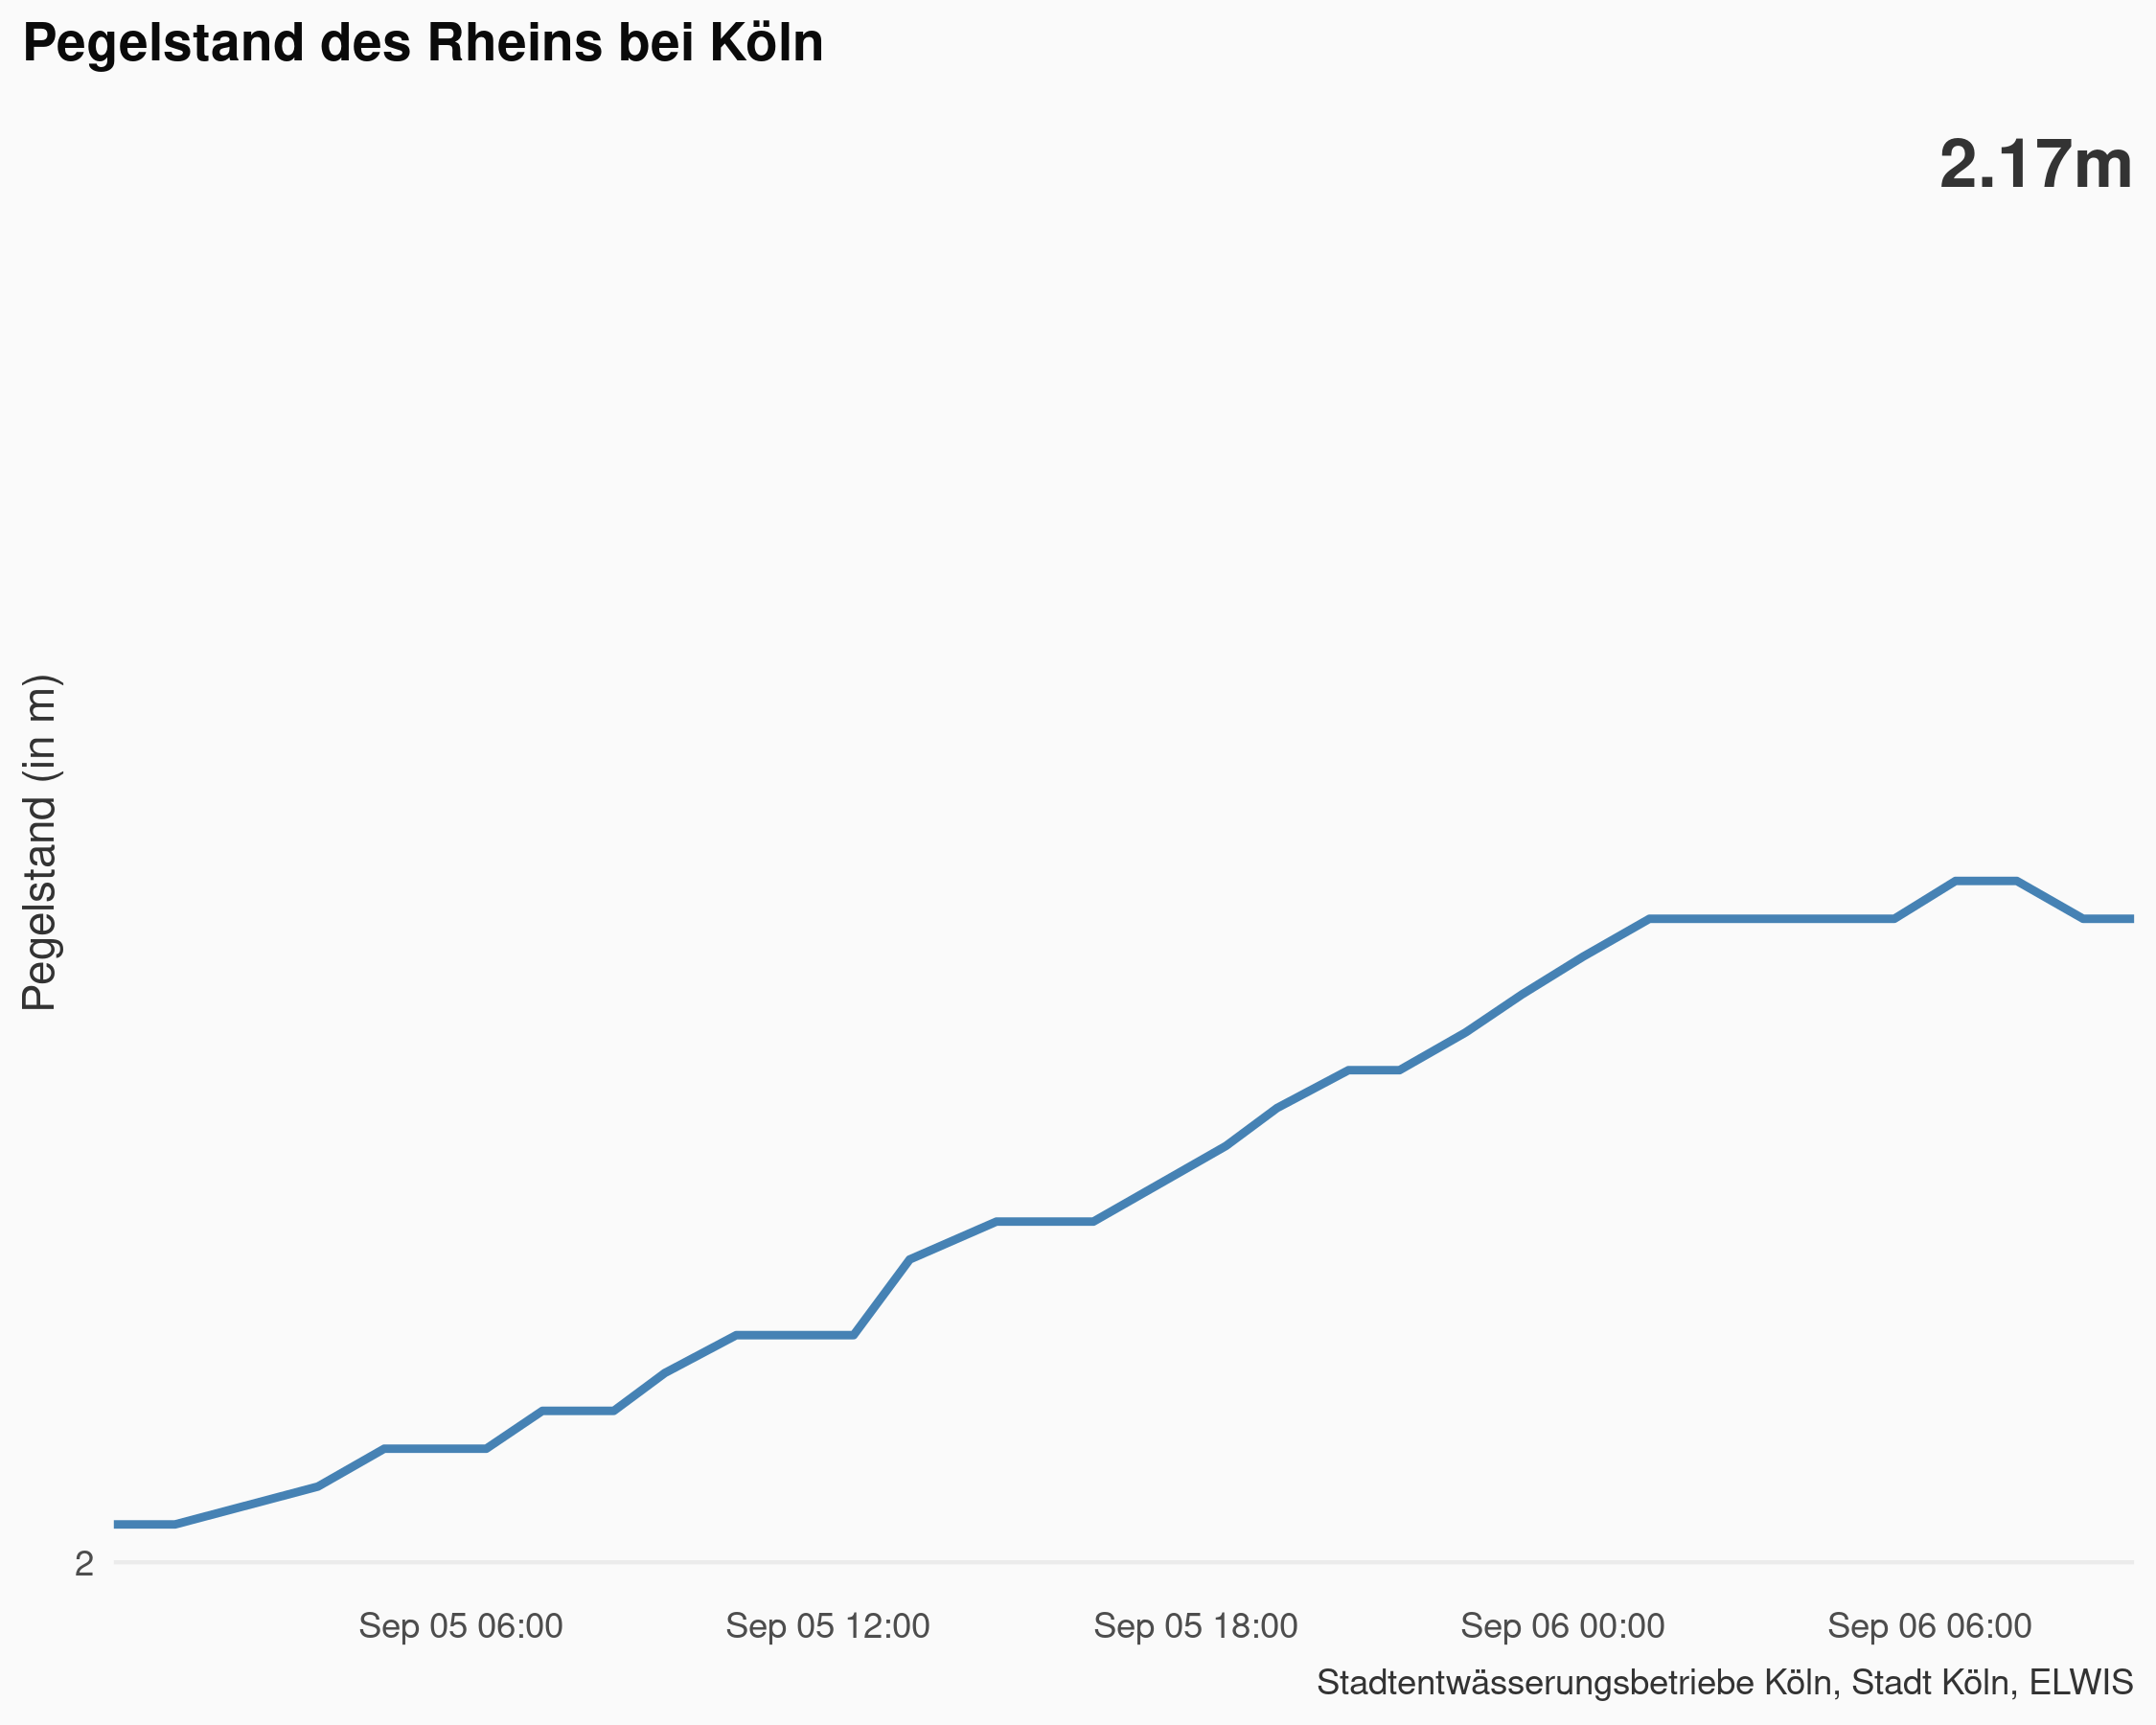 Pegelstand des Rheins bei Köln
2.17m
Pegelstand (in m)
2
Sep 05 06:00
Sep 05 12:00
Sep 05 18:00
Sep 06 00:00
Sep 06 06:00
Stadtentwässerungsbetriebe Köln, Stadt Köln, ELWIS